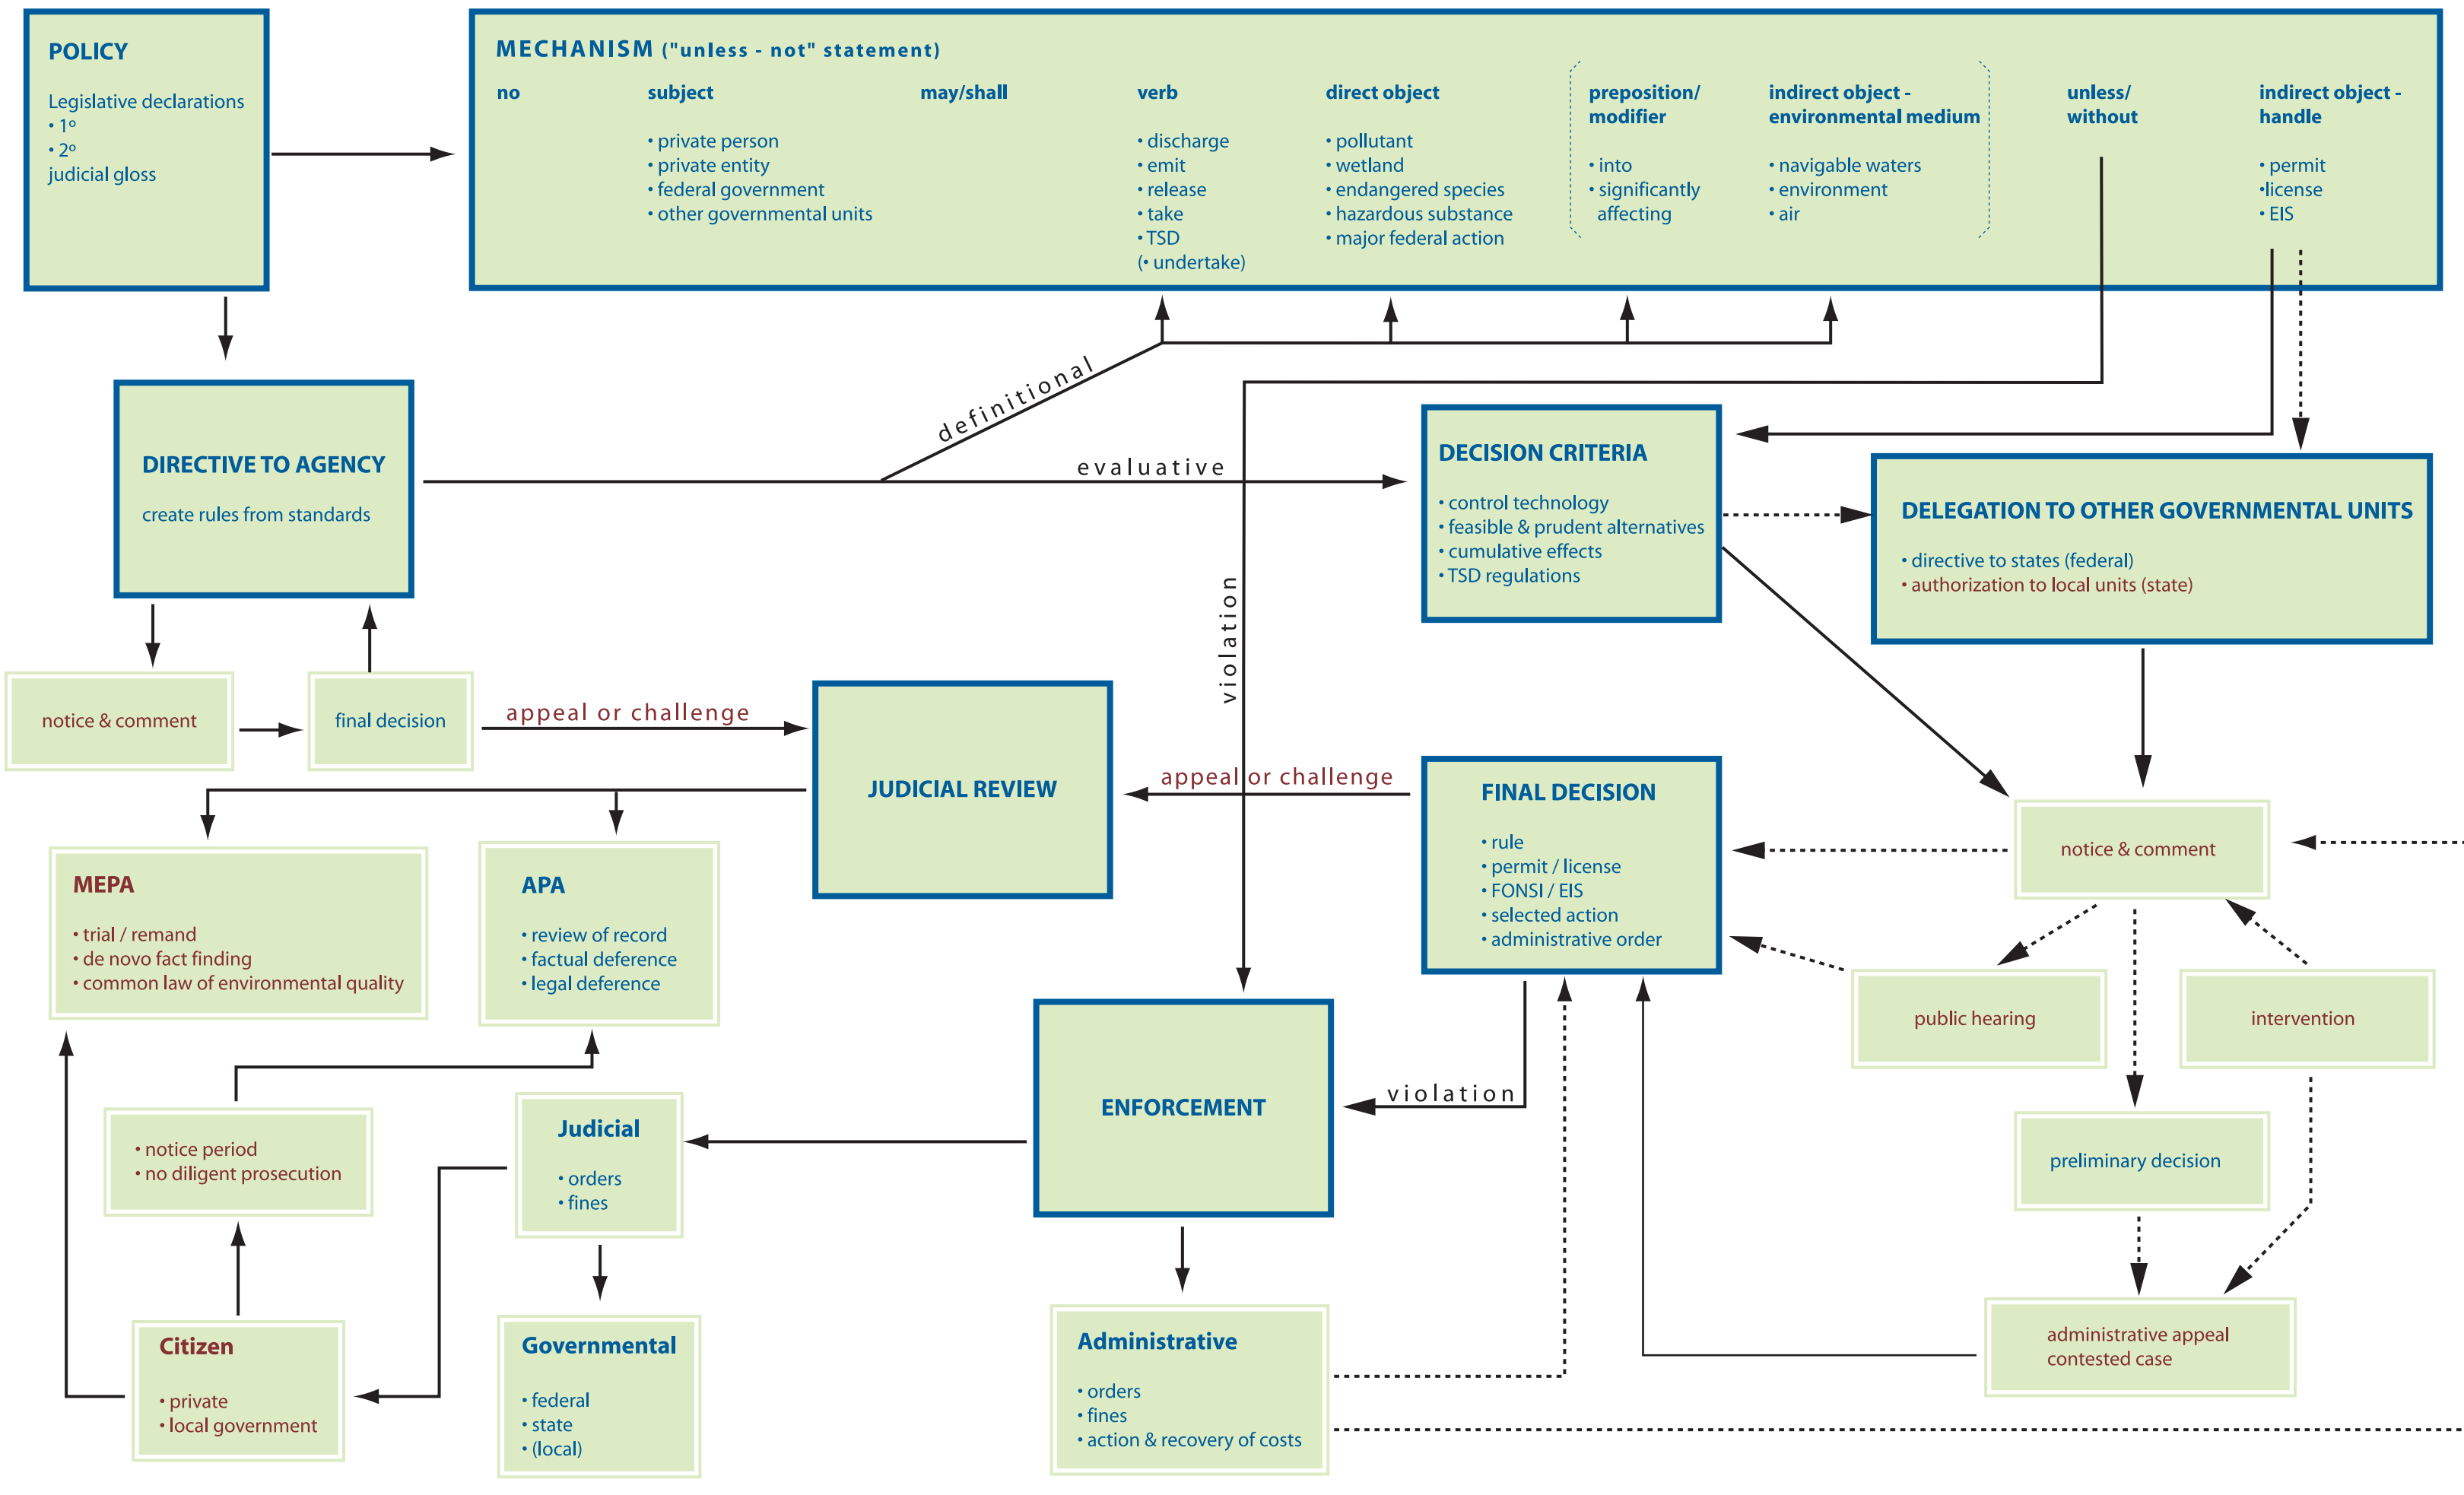 POLICY
Legislative declarations
• 1º
• 2º
judicial gloss
MECHANISM ("unless - not" statement)
no
subject
• private person
• private entity
• federal government
• other governmental units
may/shall
verb
• discharge
• emit
• release
• take
• TSD
(• undertake)
direct object
• pollutant
• wetland
• endangered species
• hazardous substance
• major federal action
preposition/
modifier
• into
• significantly
affecting
indirect object -
environmental medium
• navigable waters
• environment
• air
unless/
without
indirect object -
handle
• permit
•license
• EIS
definitional
evaluative
DIRECTIVE TO AGENCY
create rules from standards
DECISION CRITERIA
• control technology
• feasible & prudent alternatives
• cumulative effects
• TSD regulations
DELEGATION TO OTHER GOVERNMENTAL UNITS
• directive to states (federal)
• authorization to local units (state)
violation
notice & comment
final decision
appeal or challenge
JUDICIAL REVIEW
appeal or challenge
FINAL DECISION
• rule
• permit / license
• FONSI / EIS
• selected action
• administrative order
notice & comment
MEPA
• trial / remand
• de novo fact finding
• common law of environmental quality
APA
• review of record
• factual deference
• legal deference
public hearing
intervention
ENFORCEMENT
violation
• notice period
• no diligent prosecution
Judicial
• orders
• fines
preliminary decision
Citizen
• private
• local government
Governmental
• federal
• state
• (local)
Administrative
• orders
• fines
• action & recovery of costs
administrative appeal
contested case